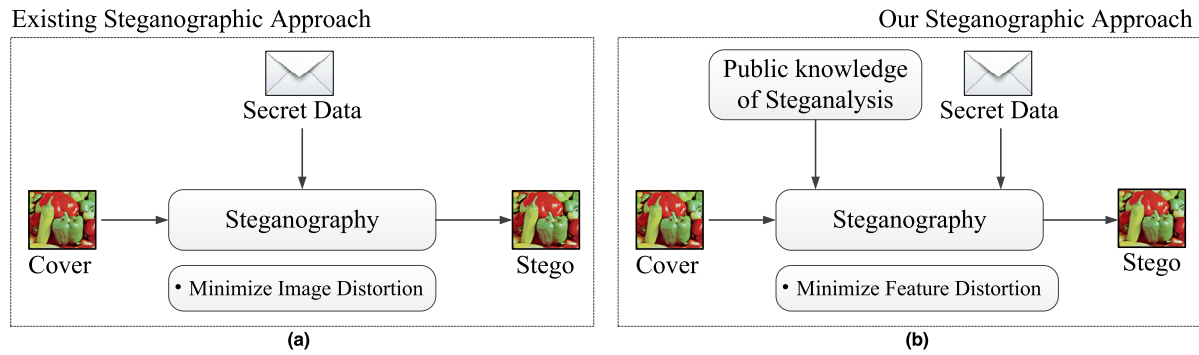 Existing Steganographic Approach
Secret Data
Cover
Steganography
Stego
• Minimize Image Distortion
(a)
Our Steganographic Approach
Public knowledge
of Steganalysis
Secret Data
Cover
Steganography
Stego
• Minimize Feature Distortion
(b)